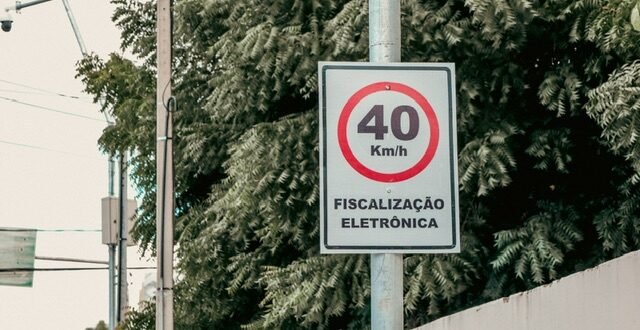 40
Km/h
FISCALIZAÇÃO
ELETRÔNICA